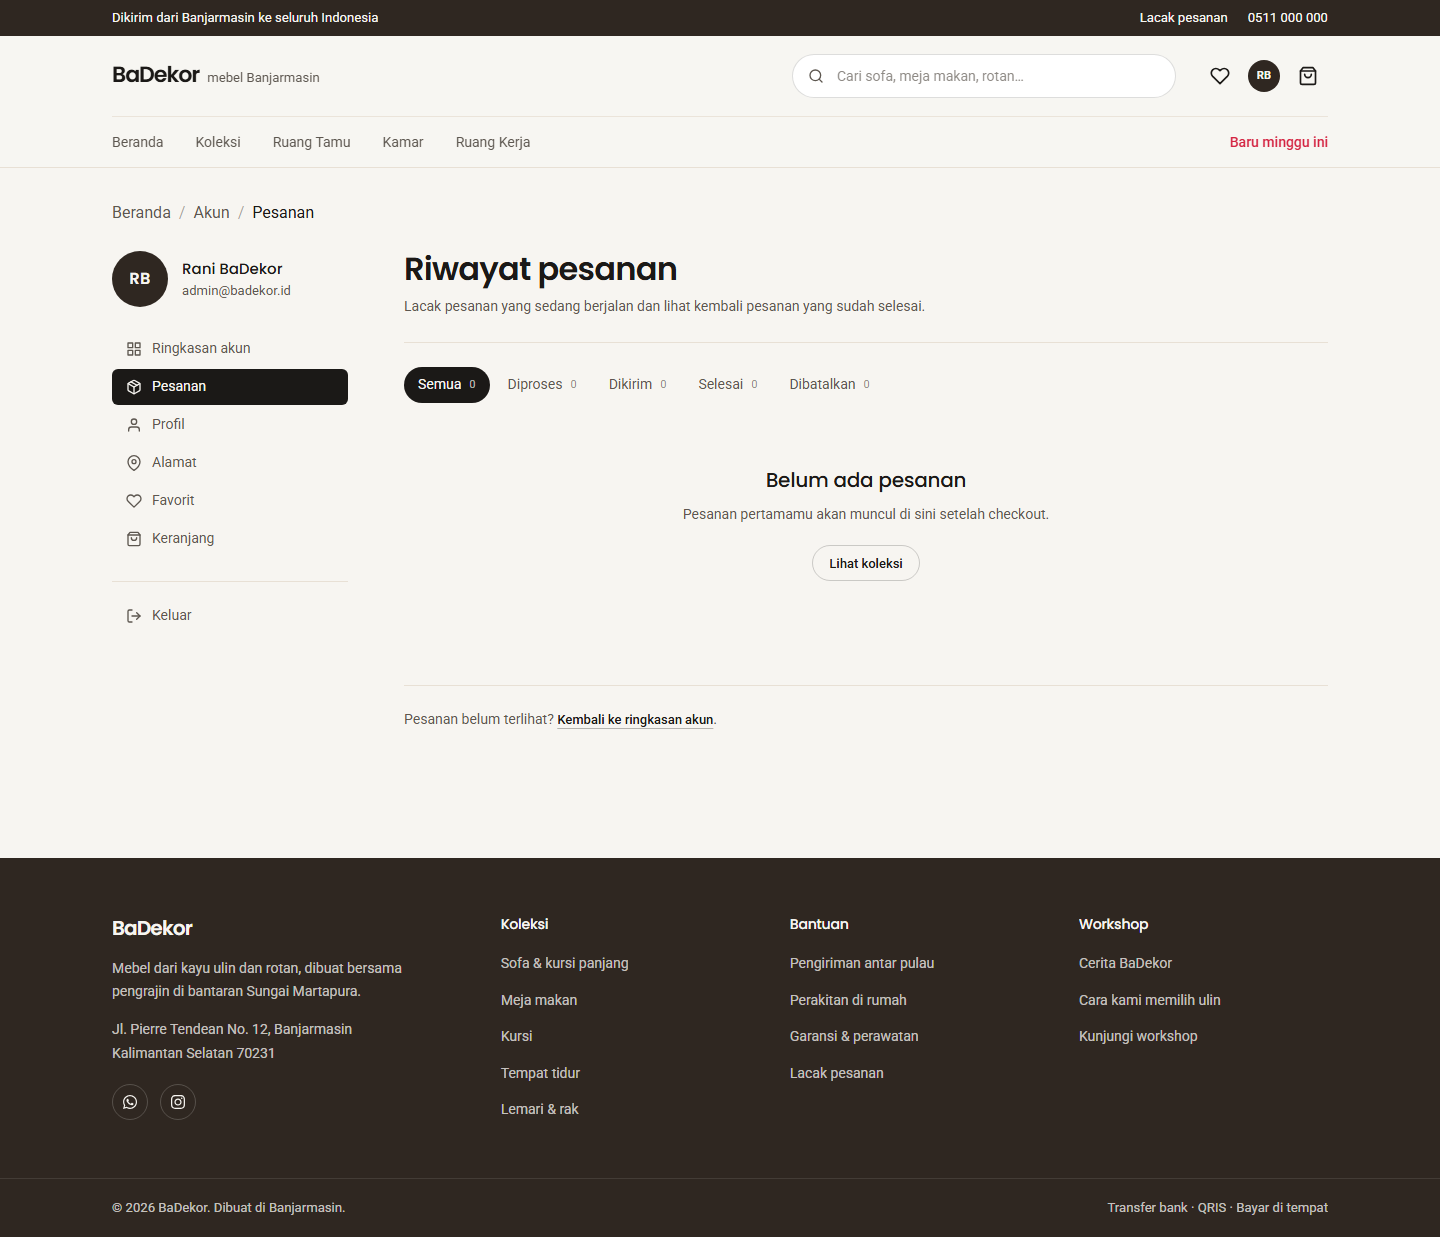 Dikirim dari Banjarmasin ke seluruh Indonesia
Lacak pesanan
0511 000 000
BaDekor mebel Banjarmasin
Cari sofa, meja makan, rotan...
RB
Beranda
Koleksi
Ruang Tamu
Kamar
Ruang Kerja
Baru minggu ini
Beranda / Akun / Pesanan
RB
Rani BaDekor
admin@badekor.id
Ringkasan akun
Pesanan
Profil
Alamat
Favorit
Keranjang
Keluar
Riwayat pesanan
Lacak pesanan yang sedang berjalan dan lihat kembali pesanan yang sudah selesai.
Semua 0
Diproses 0
Dikirim 0
Selesai 0
Dibatalkan 0
Belum ada pesanan
Pesanan pertamamu akan muncul di sini setelah checkout.
Lihat koleksi
Pesanan belum terlihat? Kembali ke ringkasan akun.
BaDekor
Mebel dari kayu ulin dan rotan, dibuat bersama
pengrajin di bantaran Sungai Martapura.
Jl. Pierre Tendean No. 12, Banjarmasin
Kalimantan Selatan 70231
Koleksi
Sofa & kursi panjang
Meja makan
Kursi
Tempat tidur
Lemari & rak
Bantuan
Pengiriman antar pulau
Perakitan di rumah
Garansi & perawatan
Lacak pesanan
Workshop
Cerita BaDekor
Cara kami memilih ulin
Kunjungi workshop
© 2026 BaDekor. Dibuat di Banjarmasin.
Transfer bank · QRIS · Bayar di tempat